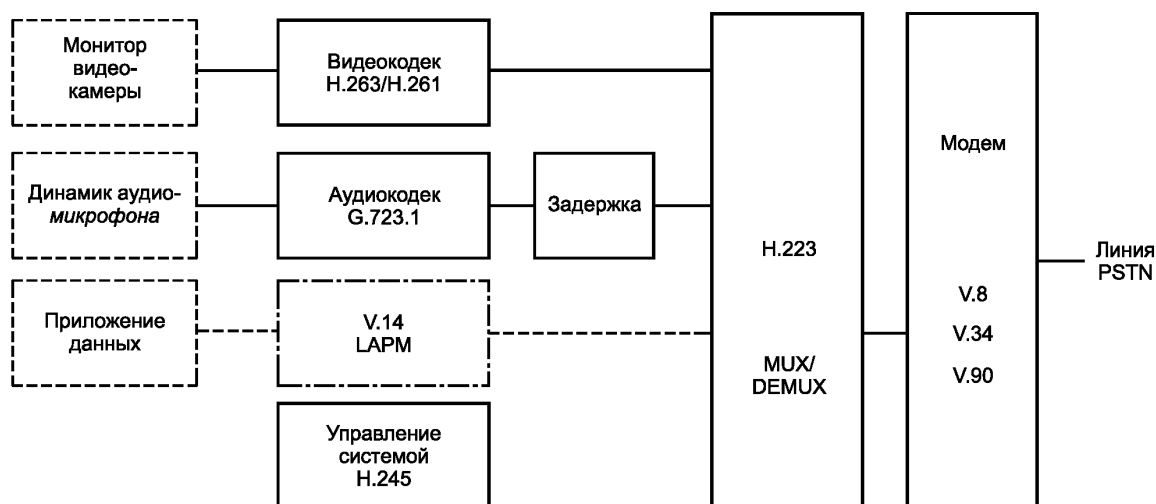 Монитор
видео-
камеры
Видеокодек
H.263/H.261
Динамик аудио-
микрофона
Аудиокодек
G.723.1
Задержка
Приложение
данных
V.14
LAPM
Управление
системой
H.245
H.223
MUX/
DEMUX
Модем
V.8
V.34
V.90
Линия
PSTN